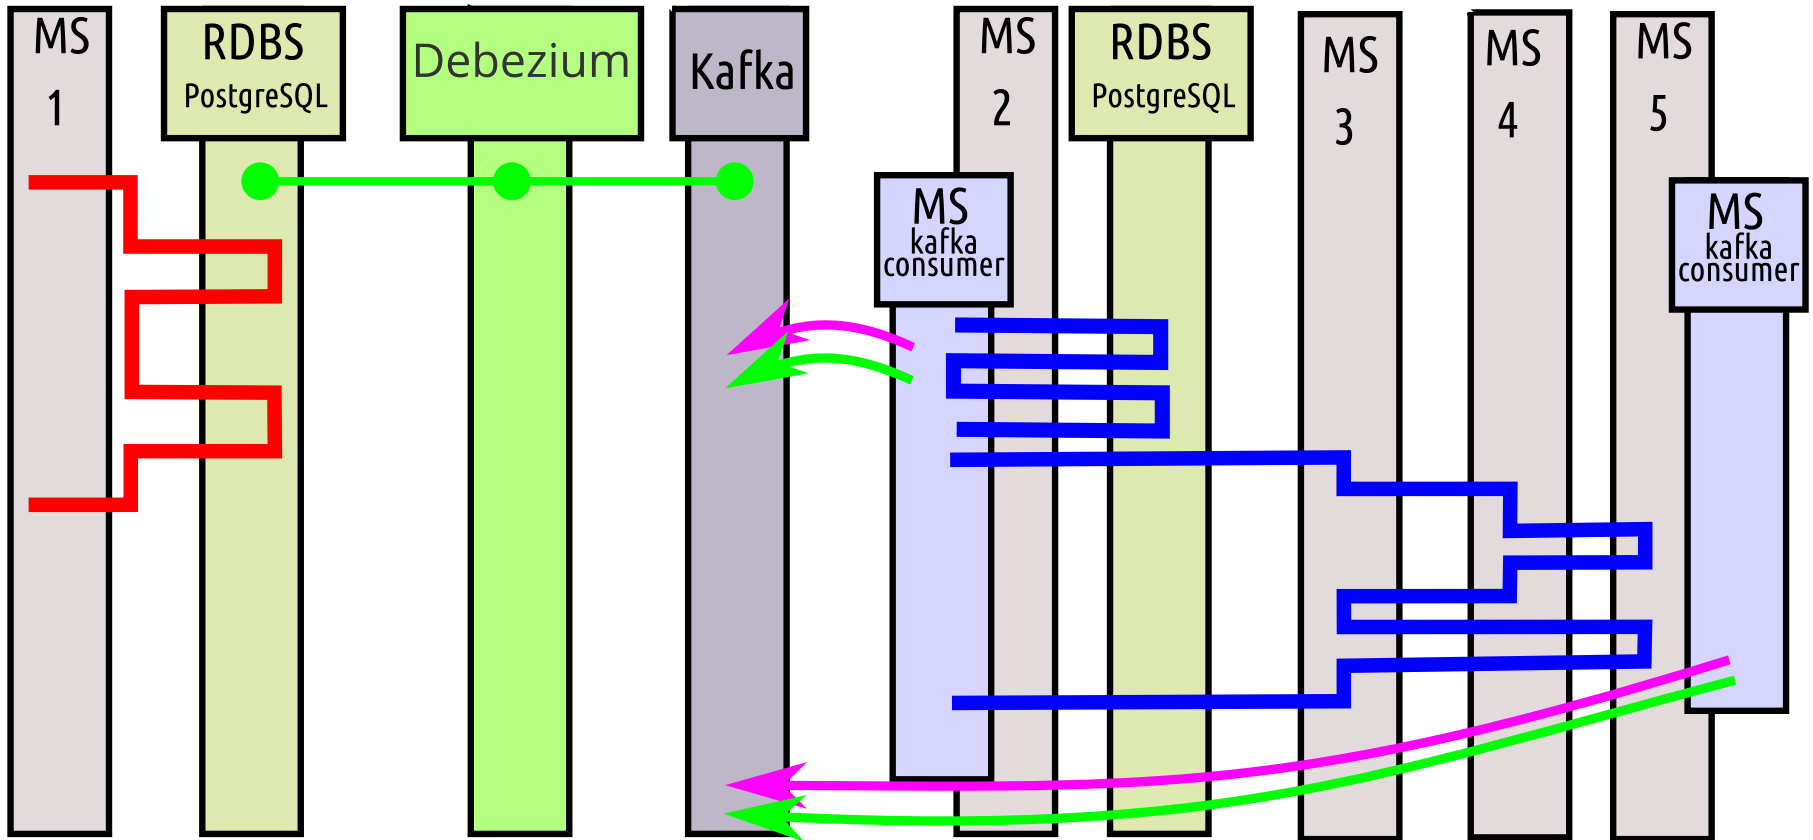 MS
1
RDBS
PostgreSQL
Debezium
Kafka
MS
2
RDBS
PostgreSQL
MS
3
MS
4
MS
5
MS
kafka
consumer
MS
kafka
consumer